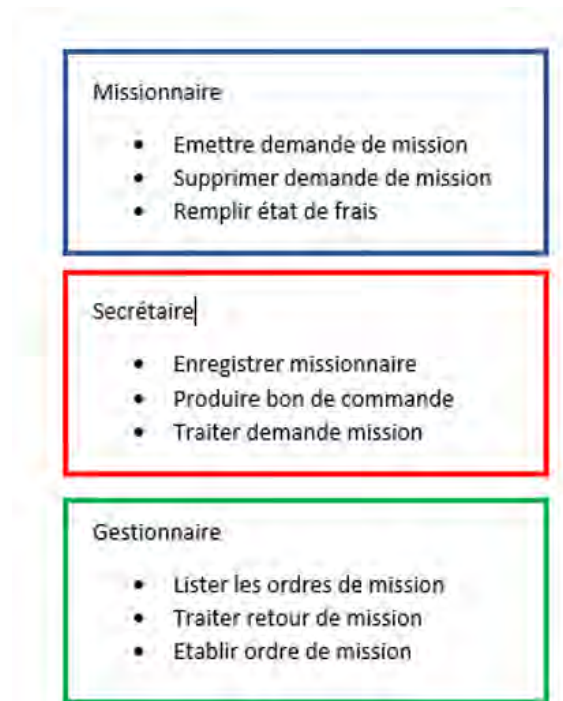 Missionnaire
• Emettre demande de mission
• Supprimer demande de mission
• Remplir état de frais
Secrétaire
• Enregistrer missionnaire
• Produire bon de commande
• Traiter demande mission
Gestionnaire
• Lister les ordres de mission
• Traiter retour de mission
• Etablir ordre de mission